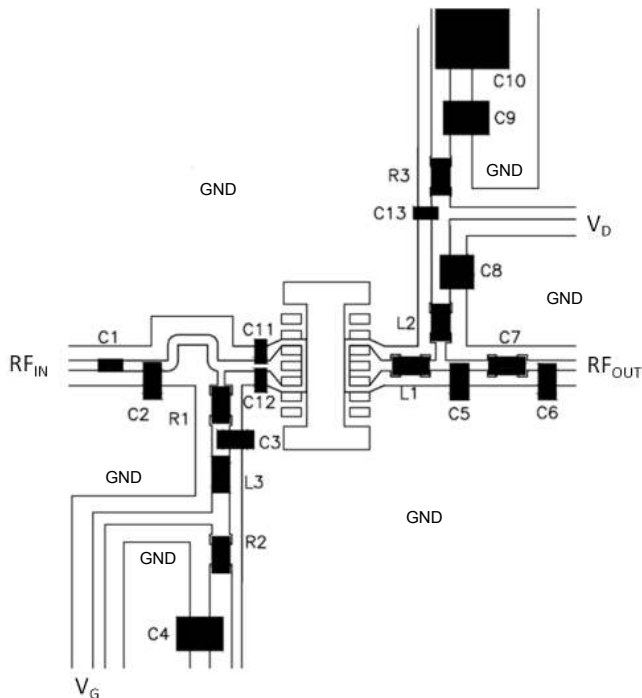 C10
C9
R3
GND
GND
C13
V_D
C8
GND
L2
C11
C1
C7
RF_IN
RF_OUT
C2
C12
L1
C5
C6
R1
C3
GND
L3
GND
R2
GND
C4
V_G